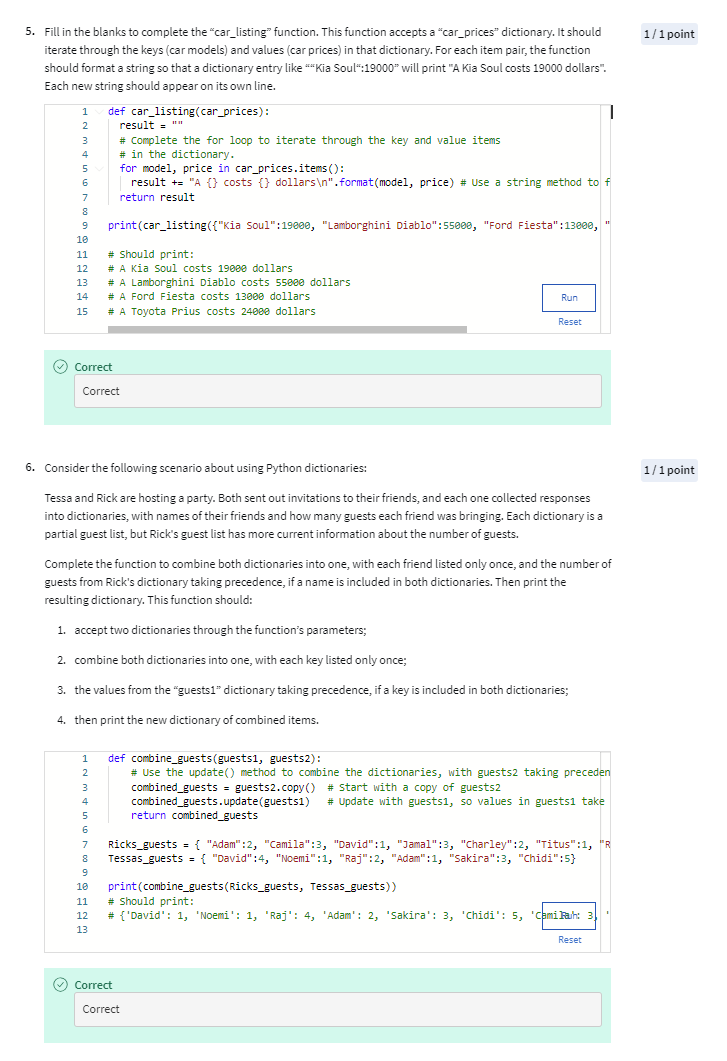 5. Fill in the blanks to complete the “car_listing” function. This function accepts a “car_prices” dictionary. It should
1 / 1 point
iterate through the keys (car models) and values (car prices) in that dictionary. For each item pair, the function
should format a string so that a dictionary entry like ““Kia Soul“:19000” will print "A Kia Soul costs 19000 dollars”.
Each new string should appear on its own line.
1 def car_listing(car_prices):
2 result = ""
3 # Complete the for loop to iterate through the key and value items
4 # in the dictionary.
5 for model, price in car_prices.items():
6 result += "A {} costs {} dollars\n".format(model, price) # Use a string method to f
7 return result
8
9 print(car_listing({"Kia Soul":19000, "Lamborghini Diablo":55000, "Ford Fiesta":13000, "
10
11 # Should print:
12 # A Kia Soul costs 19000 dollars
13 # A Lamborghini Diablo costs 55000 dollars
14 # A Ford Fiesta costs 13000 dollars
15 # A Toyota Prius costs 24000 dollars
Run
Reset
Correct
Correct
6. Consider the following scenario about using Python dictionaries:
1 / 1 point
Tessa and Rick are hosting a party. Both sent out invitations to their friends, and each one collected responses
into dictionaries, with names of their friends and how many guests each friend was bringing. Each dictionary is a
partial guest list, but Rick's guest list has more current information about the number of guests.
Complete the function to combine both dictionaries into one, with each friend listed only once, and the number of
guests from Rick's dictionary taking precedence, if a name is included in both dictionaries. Then print the
resulting dictionary. This function should:
1. accept two dictionaries through the function’s parameters;
2. combine both dictionaries into one, with each key listed only once;
3. the values from the “guests1” dictionary taking precedence, if a key is included in both dictionaries;
4. then print the new dictionary of combined items.
1 def combine_guests(guests1, guests2):
2 # Use the update() method to combine the dictionaries, with guests2 taking preceden
3 combined_guests = guests2.copy() # Start with a copy of guests2
4 combined_guests.update(guests1) # Update with guests1, so values in guests1 take
5 return combined_guests
6
7 Ricks_guests = { "Adam":2, "Camila":3, "David":1, "Jamal":3, "Charley":2, "Titus":1, "R
8 Tessas_guests = { "David":4, "Noemi":1, "Raj":2, "Adam":1, "Sakira":3, "Chidi":5}
9
10 print(combine_guests(Ricks_guests, Tessas_guests))
11 # Should print:
12 # {'David': 1, 'Noemi': 1, 'Raj': 4, 'Adam': 2, 'Sakira': 3, 'Chidi': 5, 'Camila': 3, '
13
Run
Reset
Correct
Correct